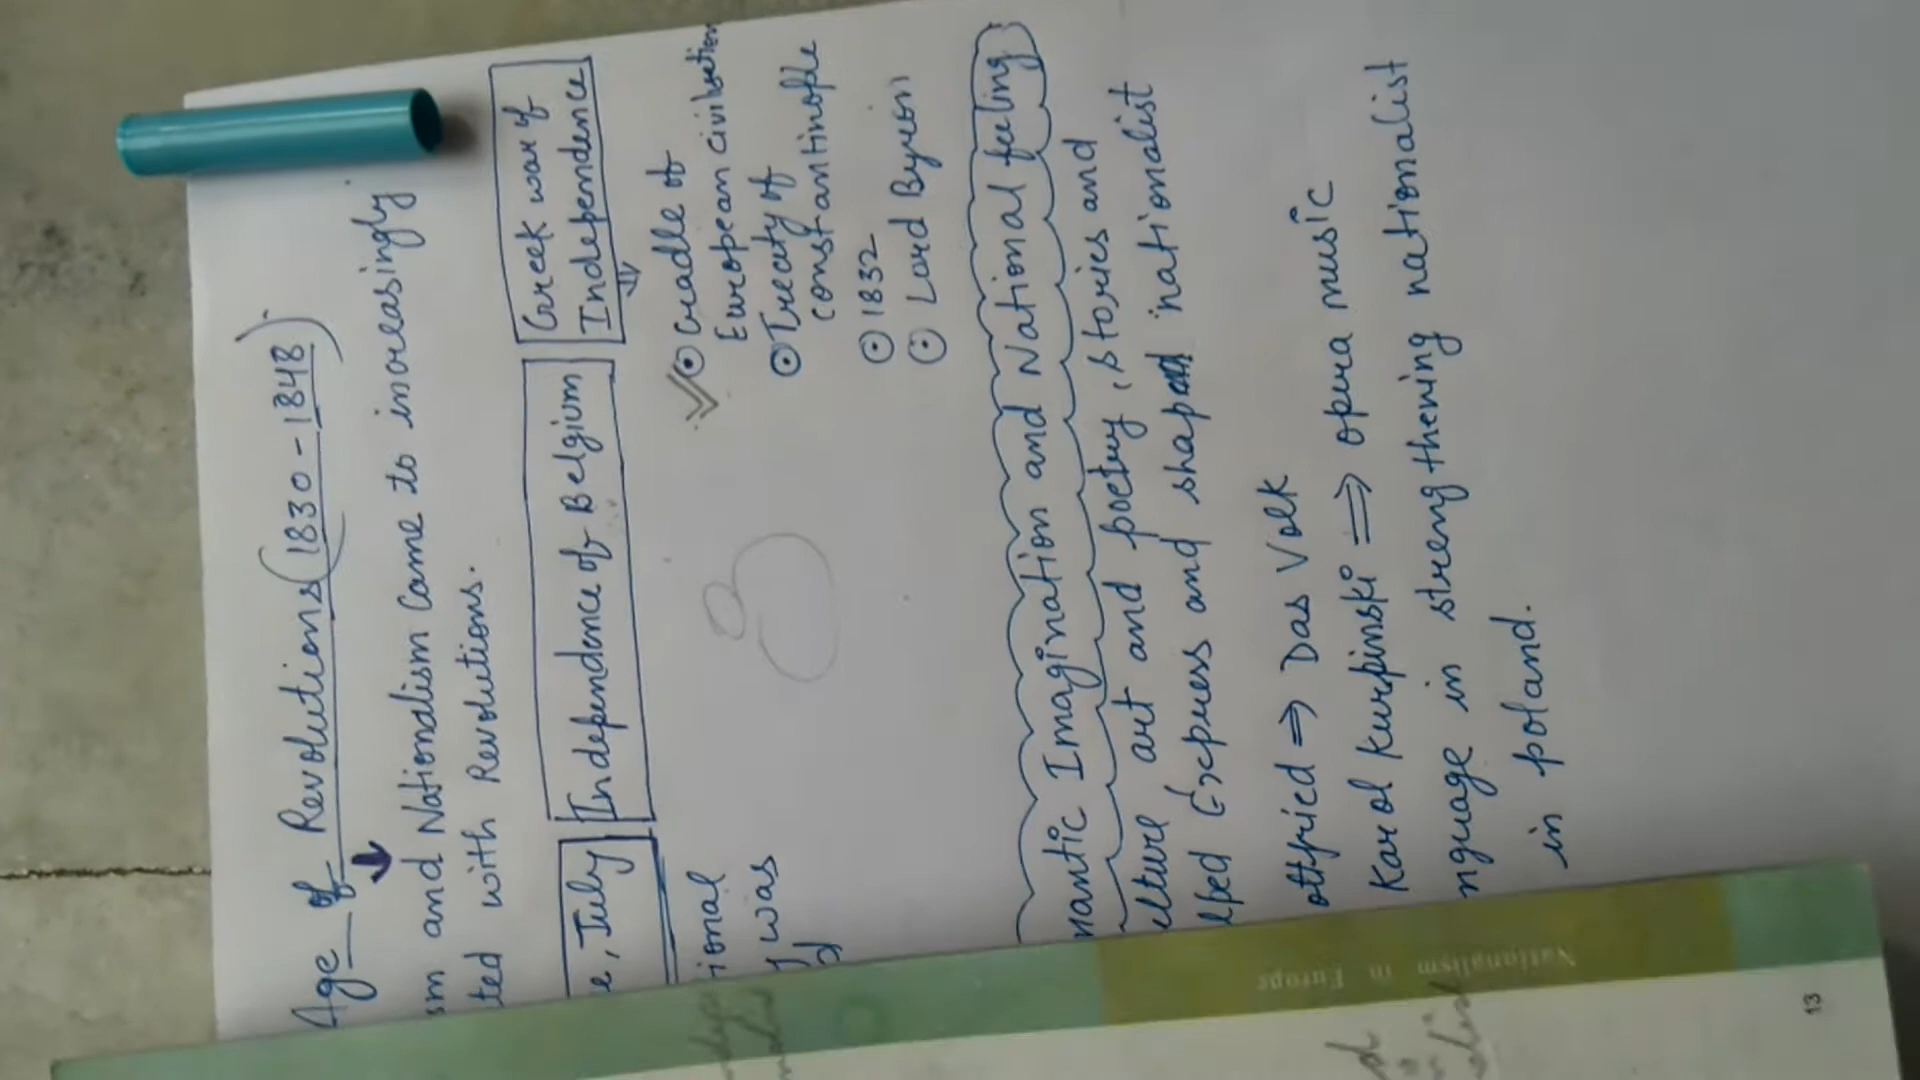 Age of Revolutions (1830-1848)
sm and Nationalism Came to increasingly
ted with Revolutions.
e, July
Independence of Belgium
Greek war of
Independence
ional
was
Cradle of
European civilisation
Treaty of
constantinople
1832
Lord Byron
mantic Imagination and National feeling
ulture art and poetry, stories and
lped Express and shaped nationalist
ottfried ⇒ Das Volk
Karol Kurpinski ⇒ opera music
nguage in strengthening nationalist
in poland.
Nationalism in Europe
13